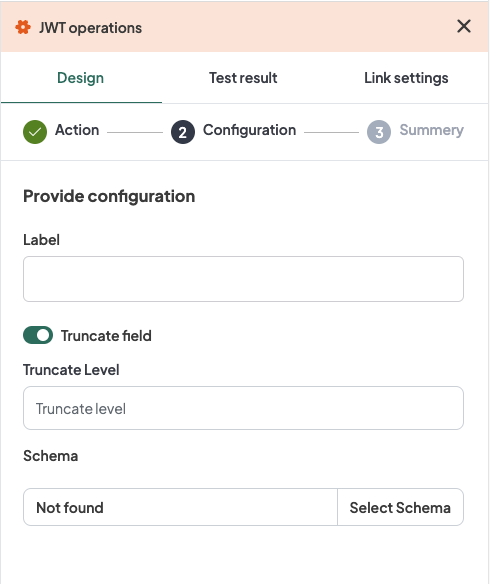 JWT operations
Design Test result Link settings
Action 2 Configuration 3 Summery
Provide configuration
Label
Truncate field
Truncate Level
Truncate level
Schema
Not found Select Schema